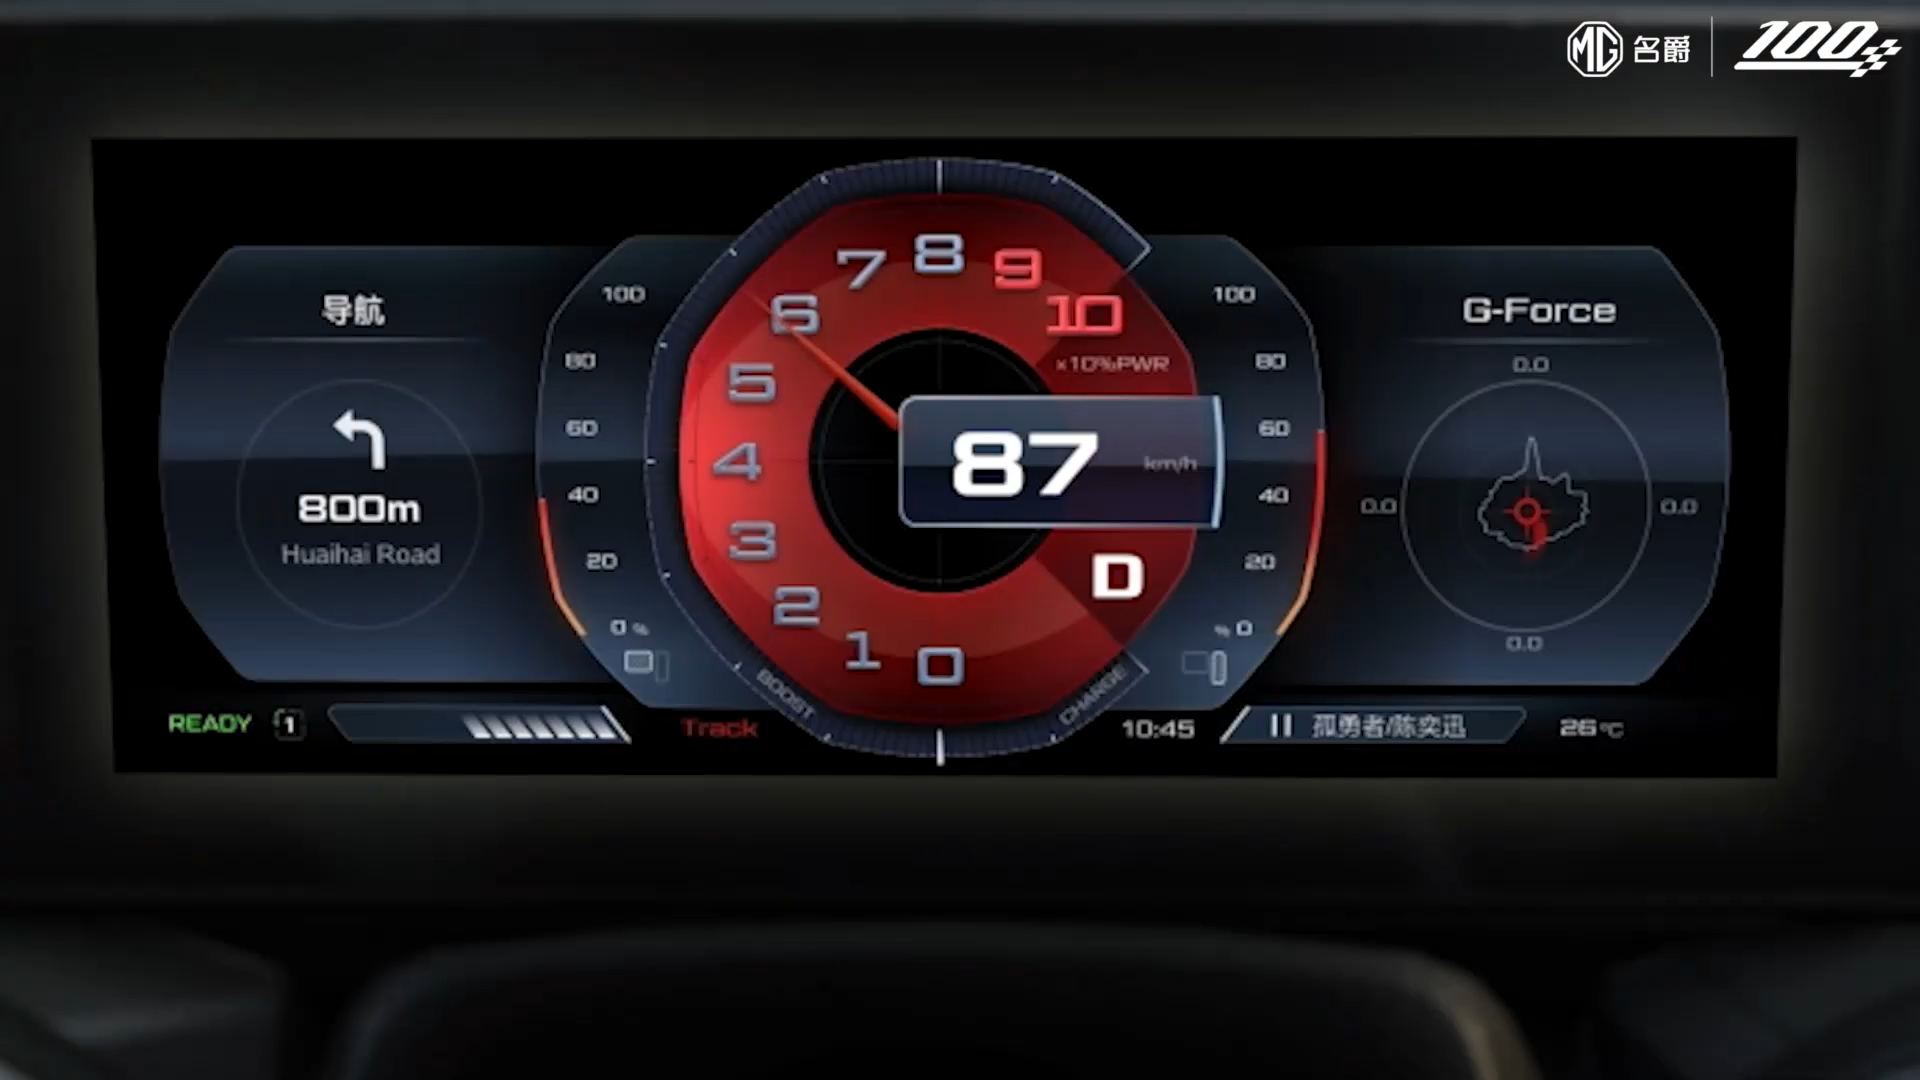 MG 名爵 100
导航
800m
Huaihai Road
100
80
60
40
20
0 %
7 8 9
6 10
5
4
3
2
1 0
×10%PWR
87 km/h
D
BOOST
CHARGE
100
80
60
40
20
% 0
G-Force
0.0
0.0 0.0
0.0
READY 1
Track
10:45
孤勇者/陈奕迅
26℃